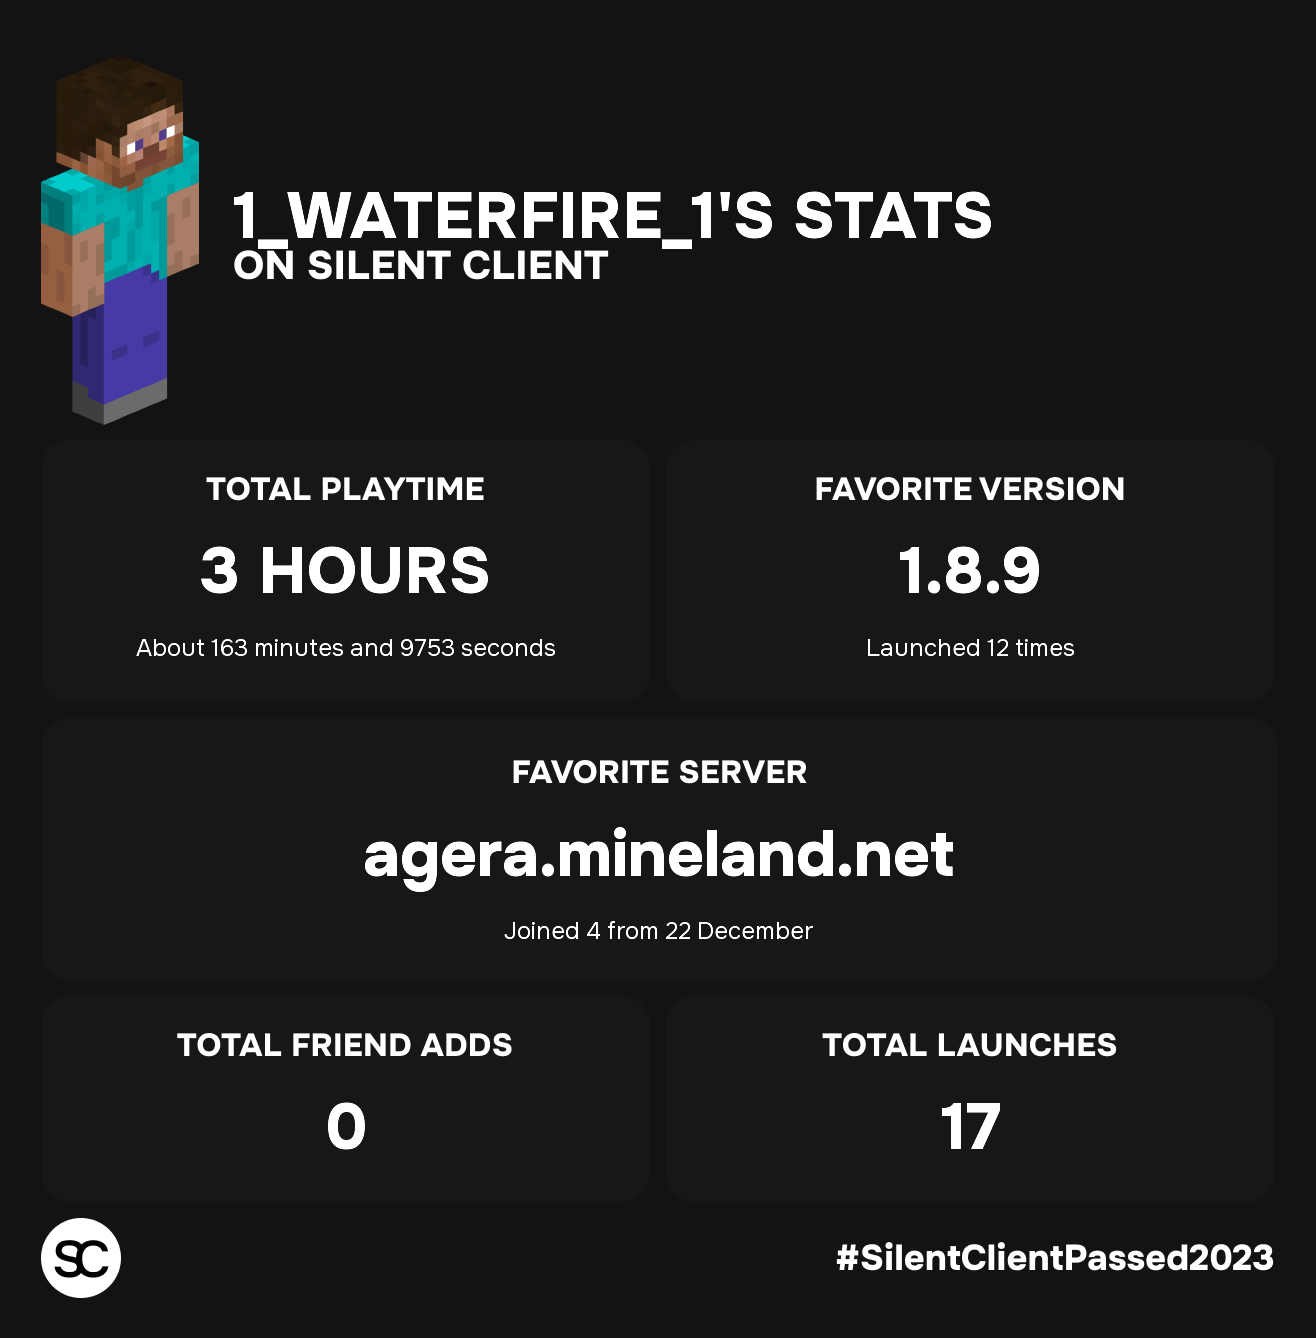 1_WATERFIRE_1'S STATS
ON SILENT CLIENT
TOTAL PLAYTIME
3 HOURS
About 163 minutes and 9753 seconds
FAVORITE VERSION
1.8.9
Launched 12 times
FAVORITE SERVER
agera.mineland.net
Joined 4 from 22 December
TOTAL FRIEND ADDS
0
TOTAL LAUNCHES
17
SC
#SilentClientPassed2023